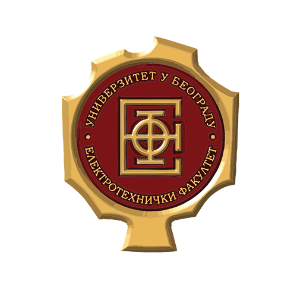 УНИВЕРЗИТЕТ У БЕОГРАДУ
ЕЛЕКТРОТЕХНИЧКИ ФАКУЛТЕТ